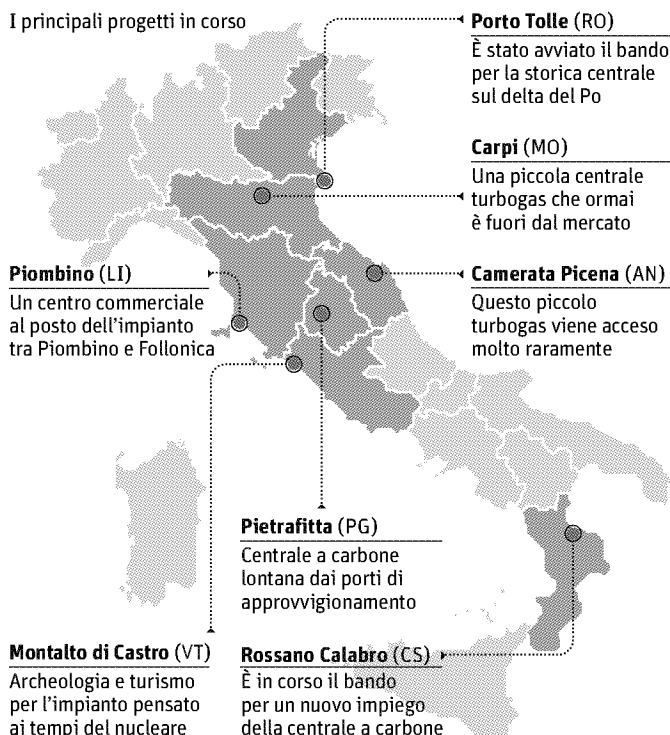 I principali progetti in corso
Porto Tolle (RO)
È stato avviato il bando
per la storica centrale
sul delta del Po
Carpi (MO)
Una piccola centrale
turbogas che ormai
è fuori dal mercato
Piombino (LI)
Un centro commerciale
al posto dell'impianto
tra Piombino e Follonica
Camerata Picena (AN)
Questo piccolo
turbogas viene acceso
molto raramente
Pietrafitta (PG)
Centrale a carbone
lontana dai porti di
approvvigionamento
Montalto di Castro (VT)
Archeologia e turismo
per l'impianto pensato
ai tempi del nucleare
Rossano Calabro (CS)
È in corso il bando
per un nuovo impiego
della centrale a carbone